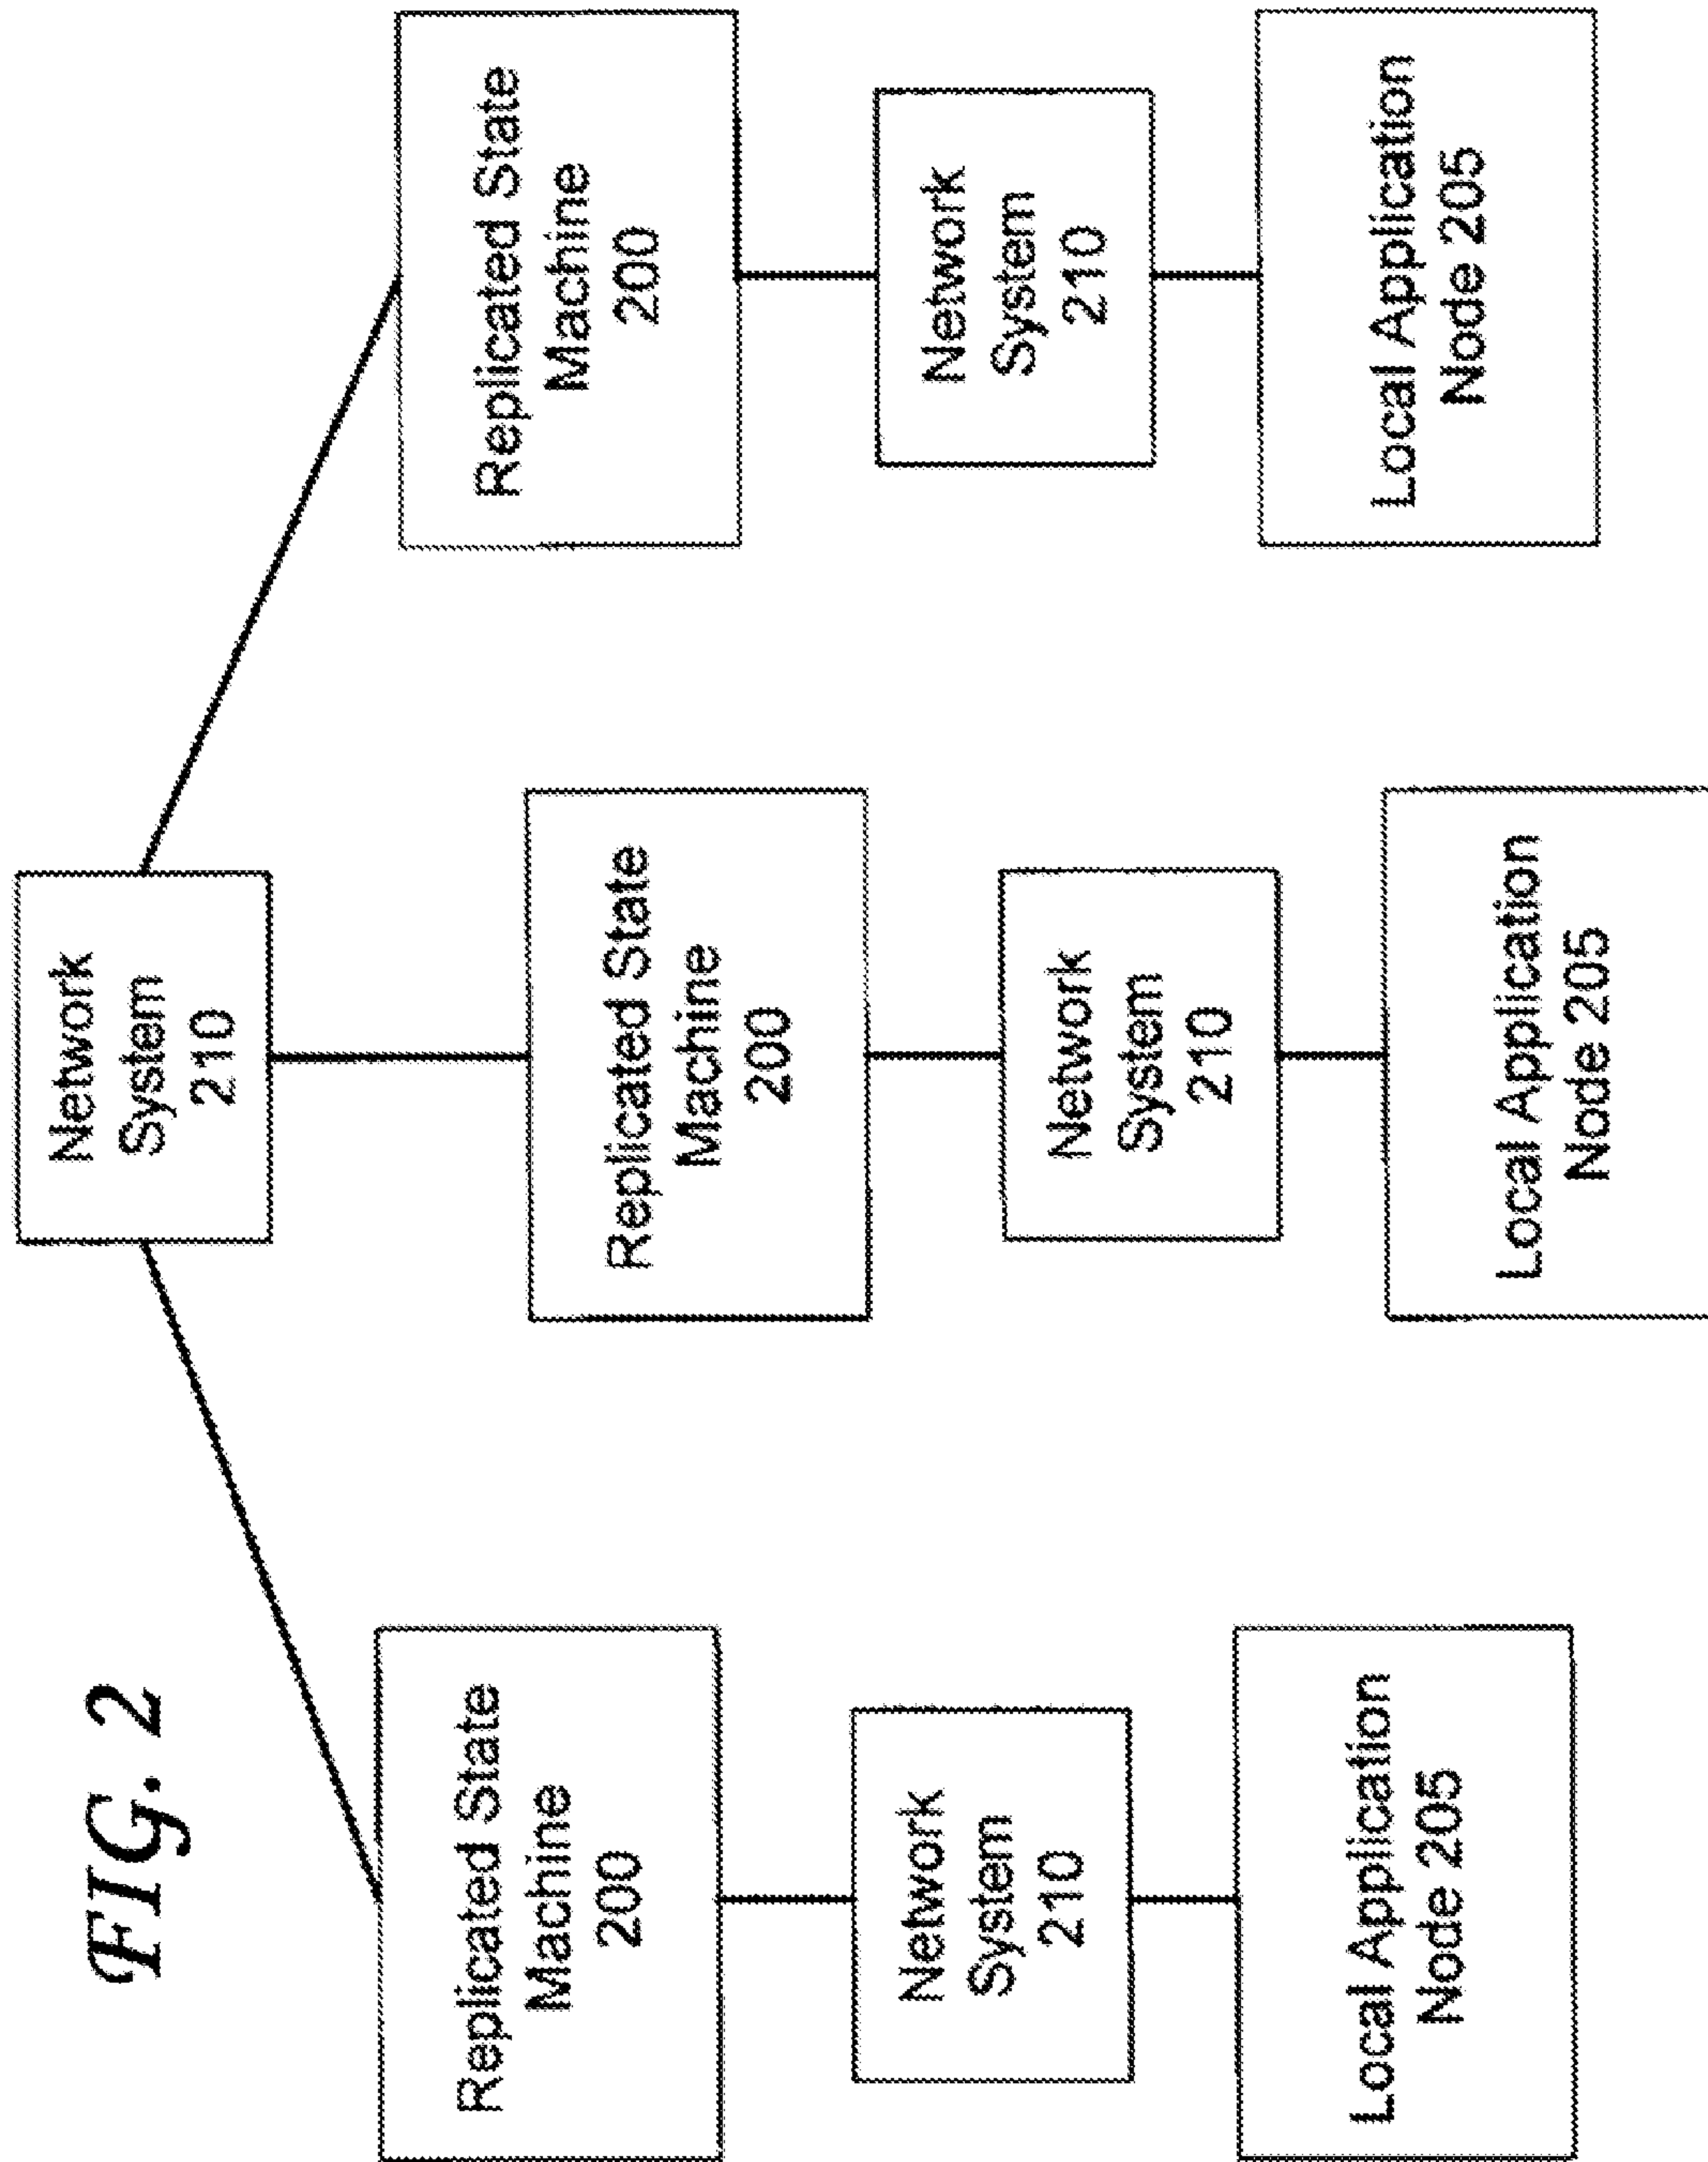 FIG. 2
Network
System
210
Replicated State
Machine
200
Network
System
210
Local Application
Node 205
Replicated State
Machine
200
Network
System
210
Local Application
Node 205
Replicated State
Machine
200
Network
System
210
Local Application
Node 205